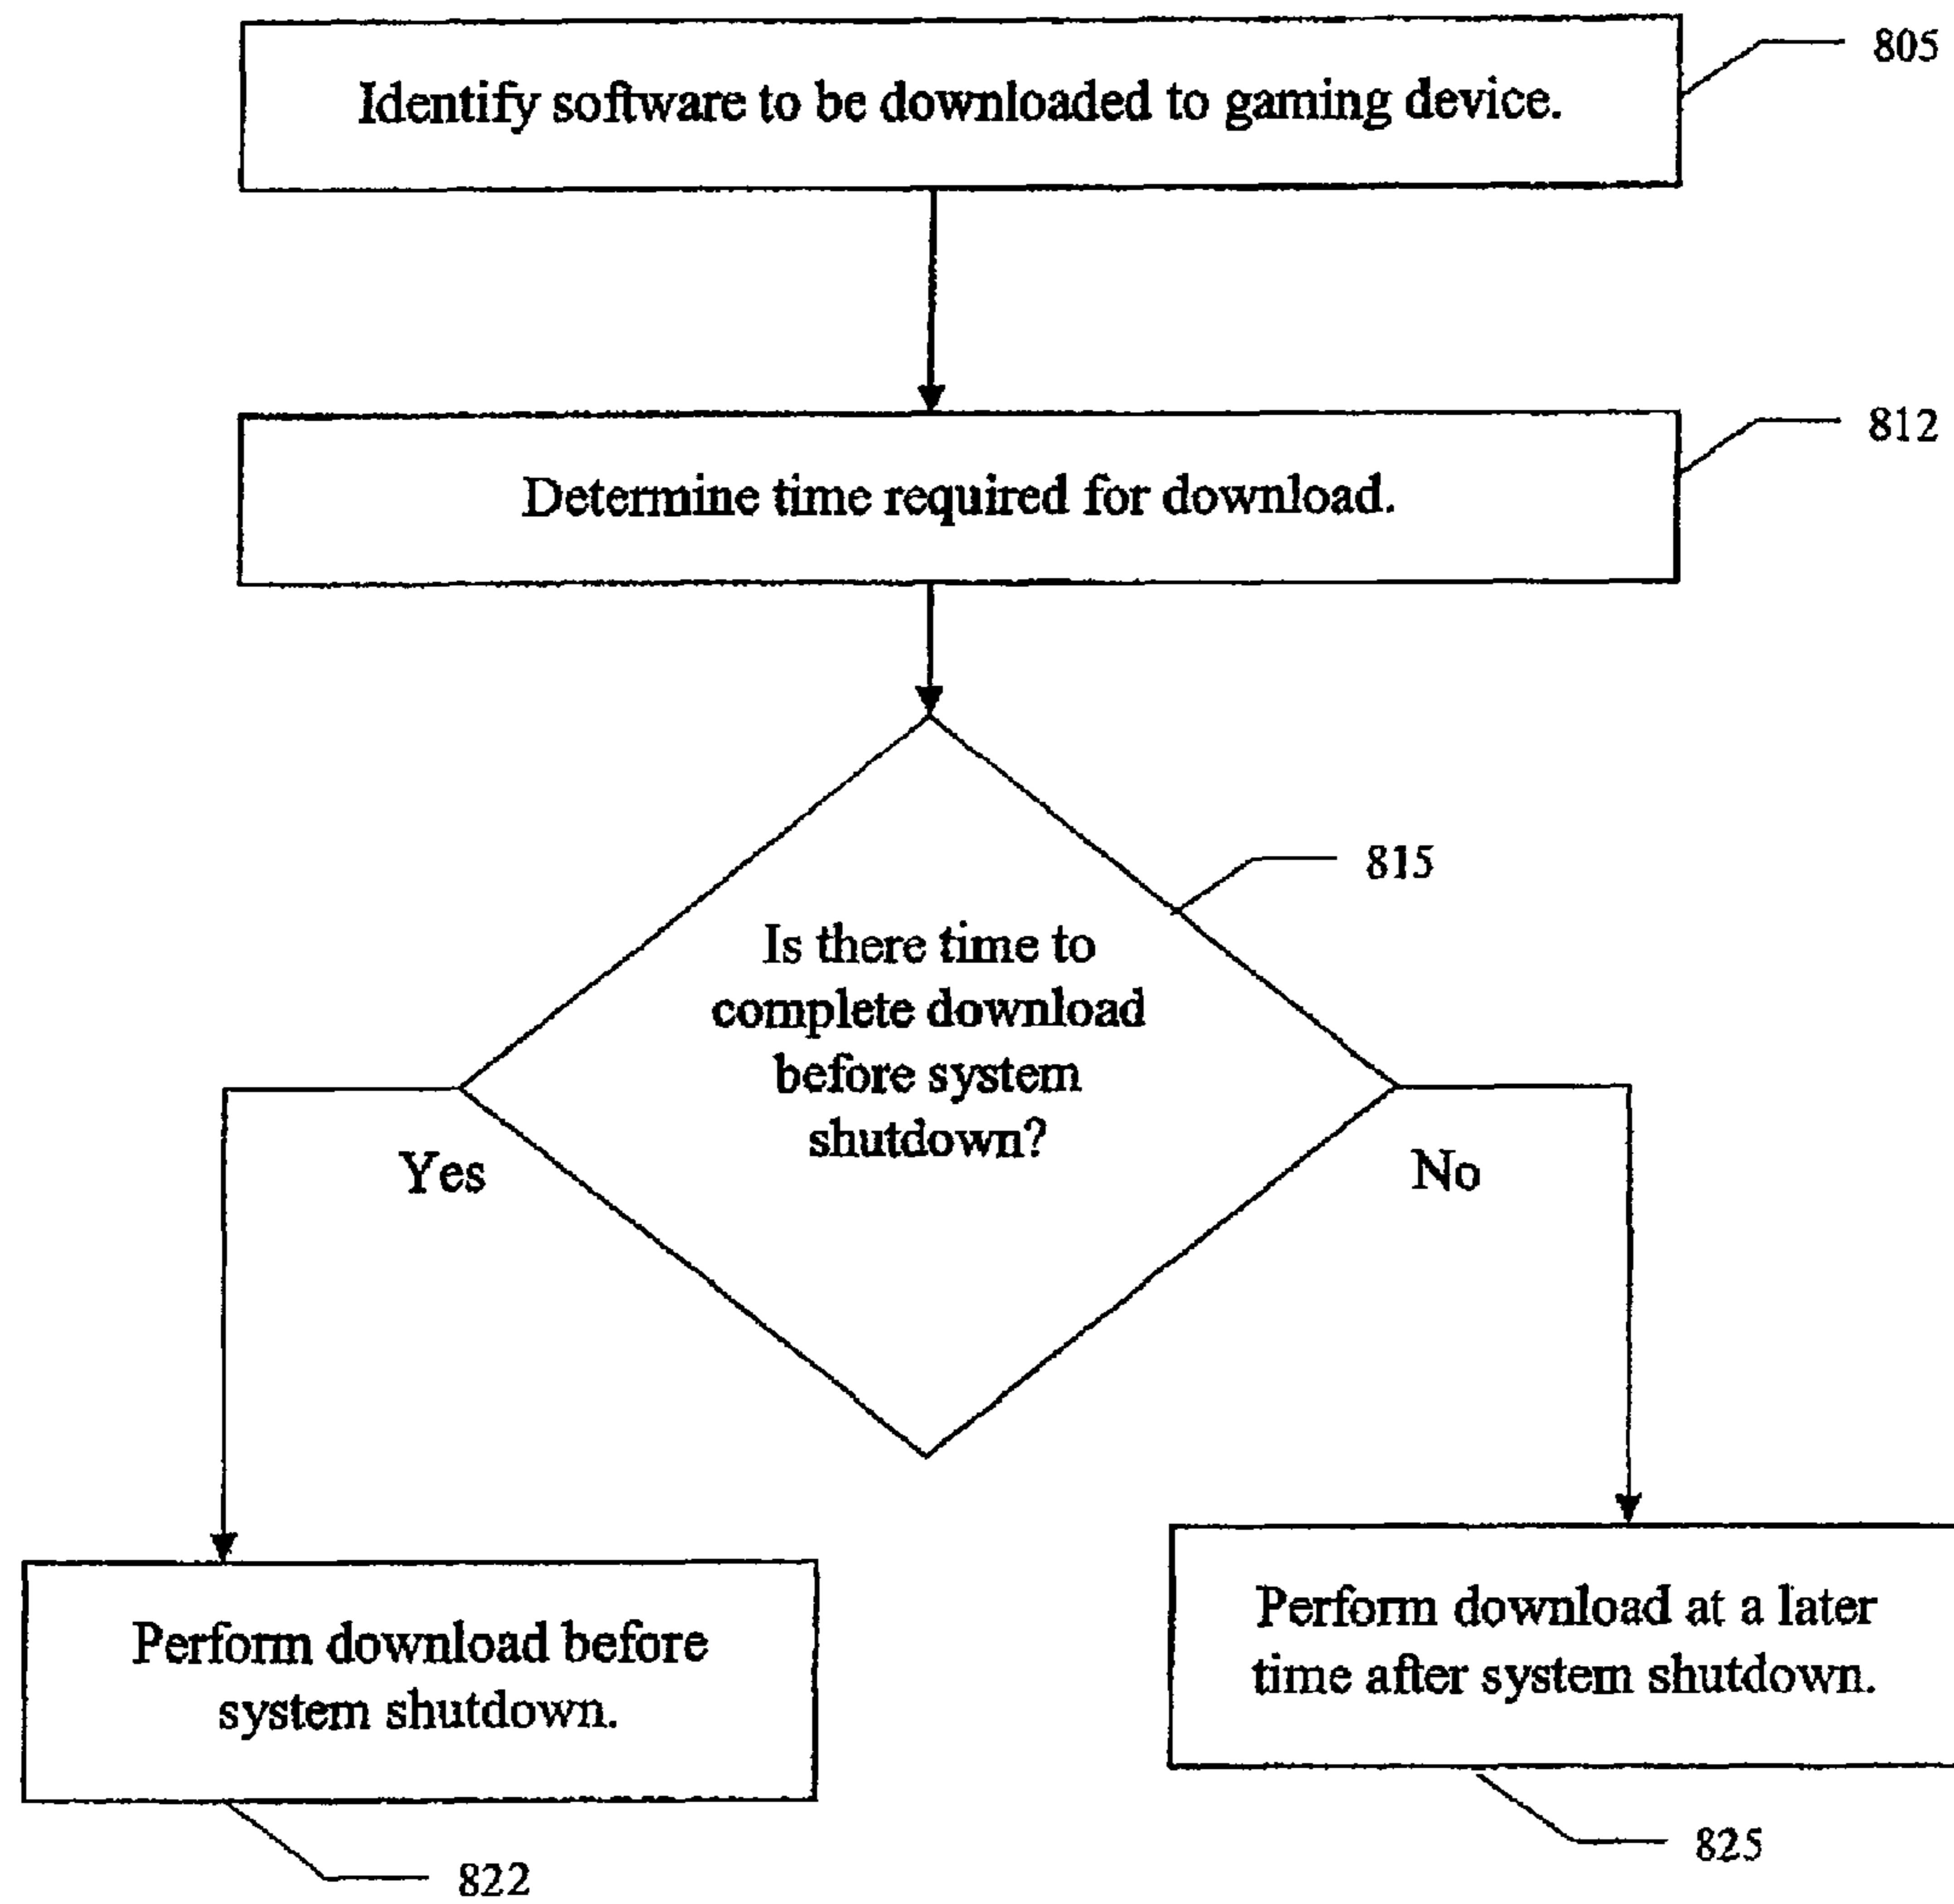 Identify software to be downloaded to gaming device.
805
Determine time required for download.
812
815
Is there time to
complete download
before system
shutdown?
Yes
No
Perform download before
system shutdown.
Perform download at a later
time after system shutdown.
822
825